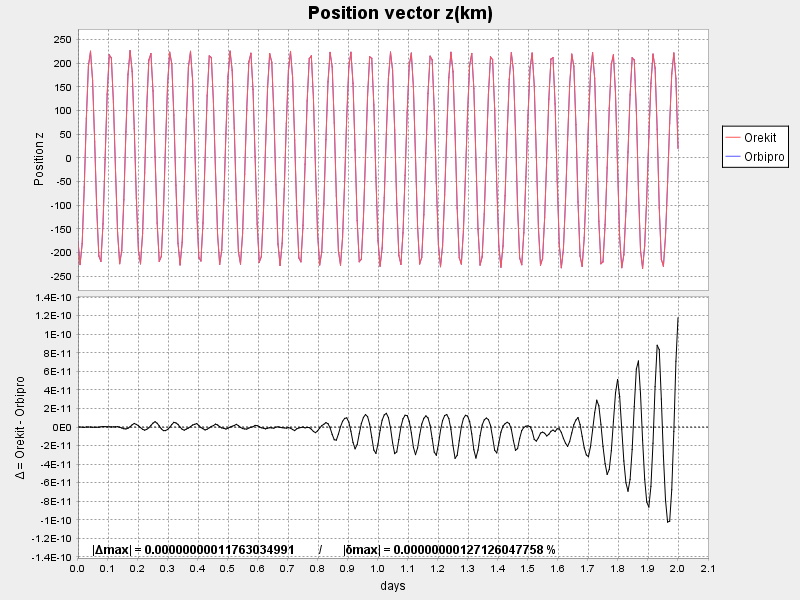 Position vector z(km)
250
200
150
100
50
0
-50
-100
-150
-200
-250
Position z
Orekit
Orbipro
1.4E-10
1.2E-10
1E-10
8E-11
6E-11
4E-11
2E-11
0E0
-2E-11
-4E-11
-6E-11
-8E-11
-1E-10
-1.2E-10
-1.4E-10
Δ = Orekit - Orbipro
|Δmax| = 0.00000000011763034991 / |δmax| = 0.00000000127126047758 %
0.0 0.1 0.2 0.3 0.4 0.5 0.6 0.7 0.8 0.9 1.0 1.1 1.2 1.3 1.4 1.5 1.6 1.7 1.8 1.9 2.0 2.1
days